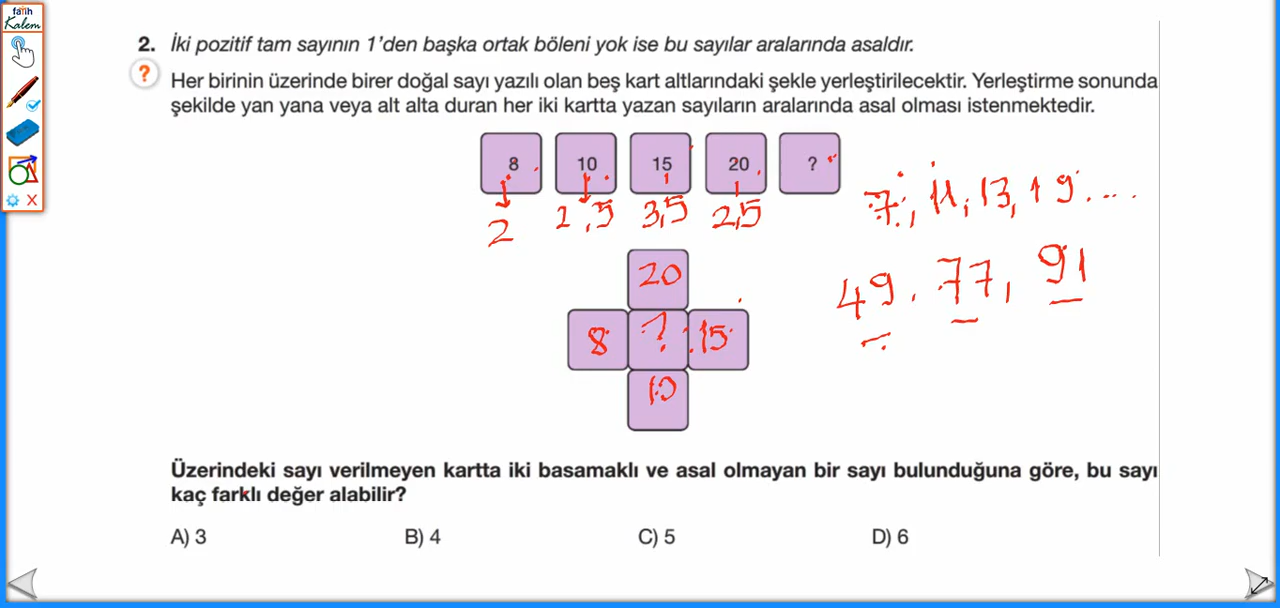 fatih
Kalem
2. İki pozitif tam sayının 1'den başka ortak böleni yok ise bu sayılar aralarında asaldır.
? Her birinin üzerinde birer doğal sayı yazılı olan beş kart altlarındaki şekle yerleştirilecektir. Yerleştirme sonunda
şekilde yan yana veya alt alta duran her iki kartta yazan sayıların aralarında asal olması istenmektedir.
8 10 15 20 ?
7, 11, 13, 19....
2 2,5 3,5 2,5
49. 77, 91
20
8 ? 15
10
Üzerindeki sayı verilmeyen kartta iki basamaklı ve asal olmayan bir sayı bulunduğuna göre, bu sayı
kaç farklı değer alabilir?
A) 3 B) 4 C) 5 D) 6